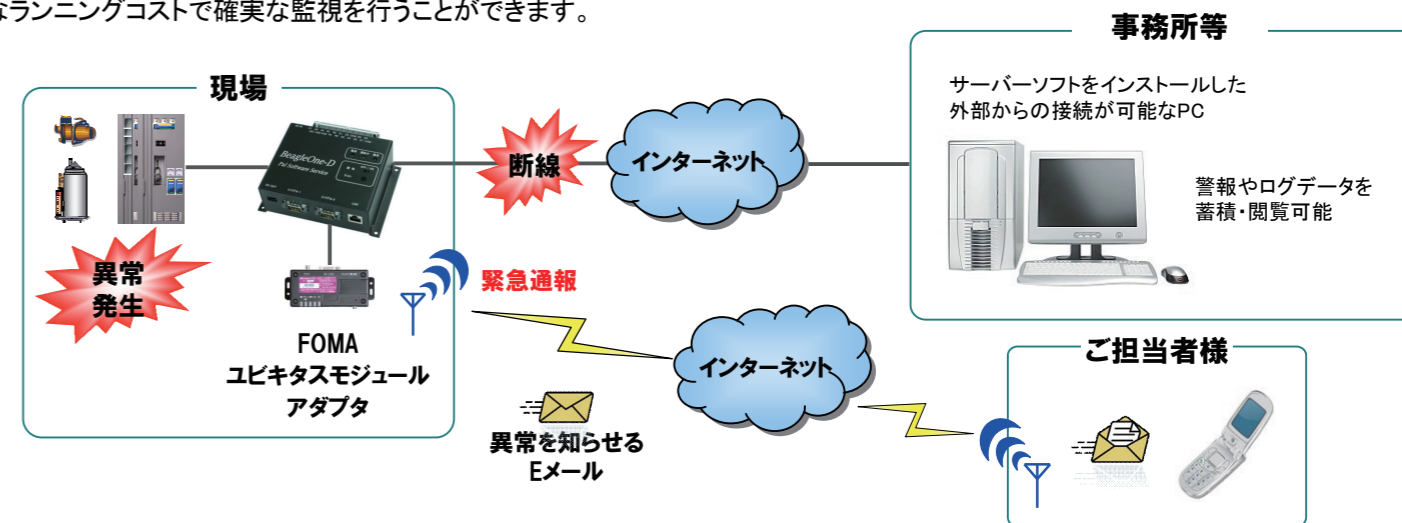 なランニングコストで確実な監視を行うことができます。
事務所等
現場
サーバーソフトをインストールした
外部からの接続が可能なPC
BeagleOne-D
Pal Software Service
断線
インターネット
警報やログデータを
蓄積・閲覧可能
異常
発生
緊急通報
FOMA
ユビキタスモジュール
アダプタ
インターネット
ご担当者様
異常を知らせる
Eメール